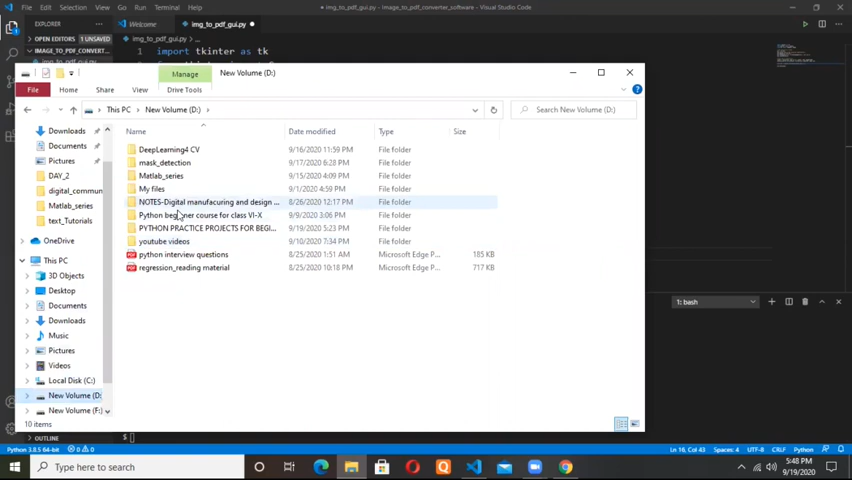 File Edit Selection View Go Run Terminal Help
img_to_pdf_gui.py - Image_to_pdf_converter_software - Visual Studio Code
EXPLORER
Welcome
img_to_pdf_gui.py
OPEN EDITORS 1 UNSAVED
img_to_pdf_gui.py > ...
IMAGE_TO_PDF_CONVERT...
1 import tkinter as tk
Manage
New Volume (D:)
File Home Share View Drive Tools
This PC > New Volume (D:) >
Search New Volume (D:)
Name Date modified Type Size
Downloads
Documents
Pictures
DAY_2
digital_commun
Matlab_series
text_Tutorials
OneDrive
This PC
3D Objects
Desktop
Documents
Downloads
Music
Pictures
Videos
Local Disk (C:)
New Volume (D:
New Volume (F:)
DeepLearning4 CV 9/16/2020 11:59 PM File folder
mask_detection 9/17/2020 6:28 PM File folder
Matlab_series 9/15/2020 4:09 PM File folder
My files 9/1/2020 4:59 PM File folder
NOTES-Digital manufacuring and design ... 8/26/2020 12:17 PM File folder
Python beginner course for class VI-X 9/9/2020 3:06 PM File folder
PYTHON PRACTICE PROJECTS FOR BEGI... 9/19/2020 5:23 PM File folder
youtube videos 9/10/2020 7:34 PM File folder
python interview questions 8/25/2020 1:51 AM Microsoft Edge P... 185 KB
regression_reading material 8/25/2020 10:18 PM Microsoft Edge P... 717 KB
10 items
1: bash
OUTLINE
$
Python 3.8.5 64-bit 0 0
Ln 16, Col 43 Spaces: 4 UTF-8 CRLF Python
Type here to search
5:48 PM
9/19/2020